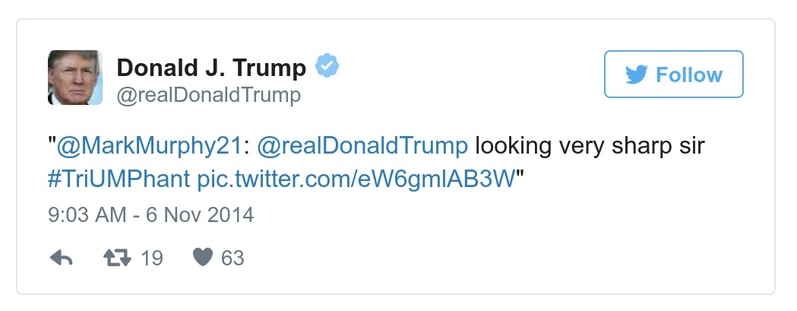 Donald J. Trump
@realDonaldTrump
Follow
"@MarkMurphy21: @realDonaldTrump looking very sharp sir
#TriUMPhant pic.twitter.com/eW6gmlAB3W"
9:03 AM - 6 Nov 2014
19 63